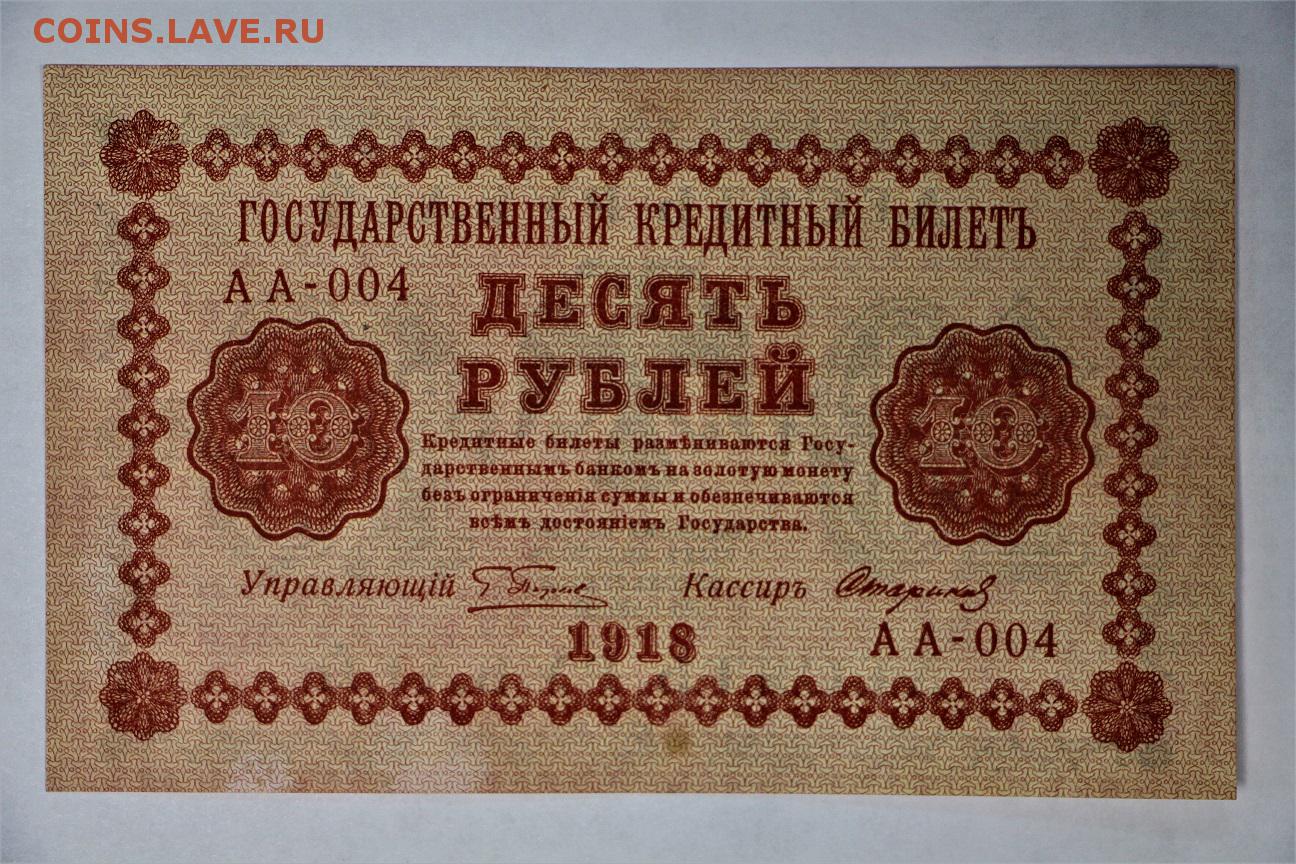 COINS.LAVE.RU
ГОСУДАРСТВЕННЫЙ КРЕДИТНЫЙ БИЛЕТЪ
АА-004
ДЕСЯТЬ
РУБЛЕЙ
10
10
Кредитные билеты размѣниваются Госу-
дарственнымъ банкомъ на золотую монету
безъ ограниченія суммы и обезпечиваются
всѣмъ достояніемъ Государства.
Управляющій
Кассиръ Стариков
1918
АА-004